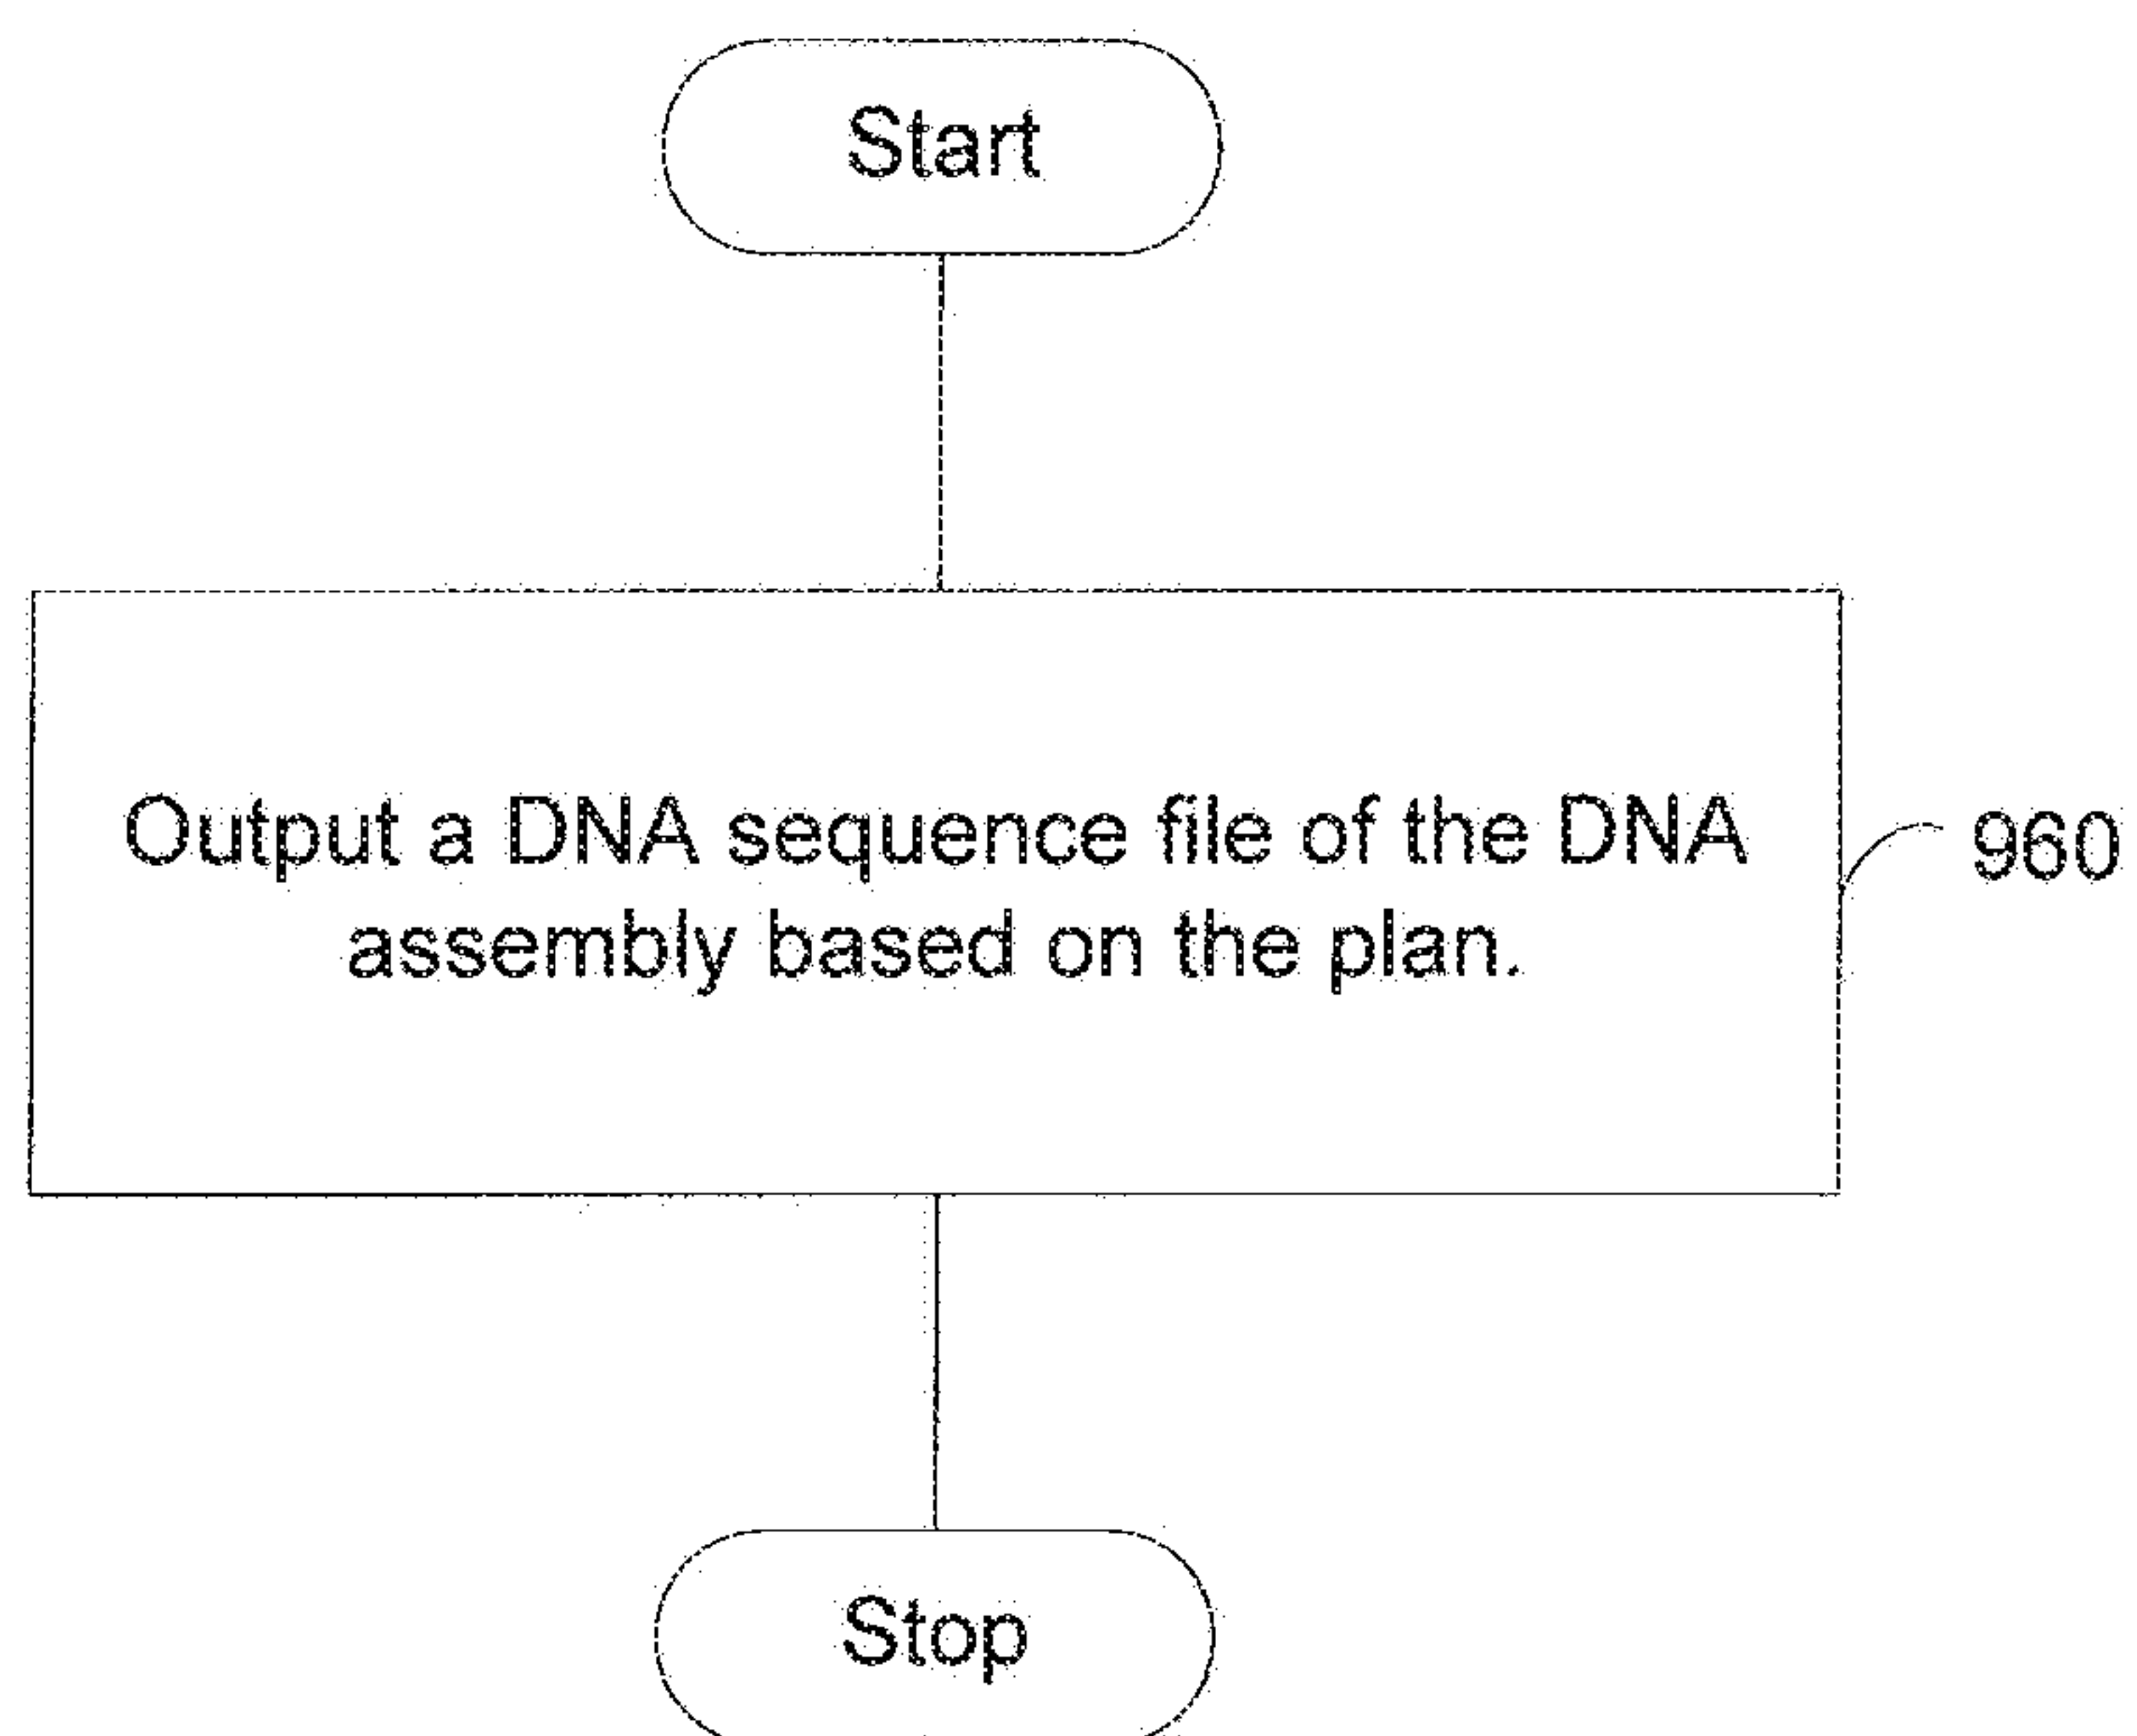 Start
Output a DNA sequence file of the DNA
assembly based on the plan.
960
Stop